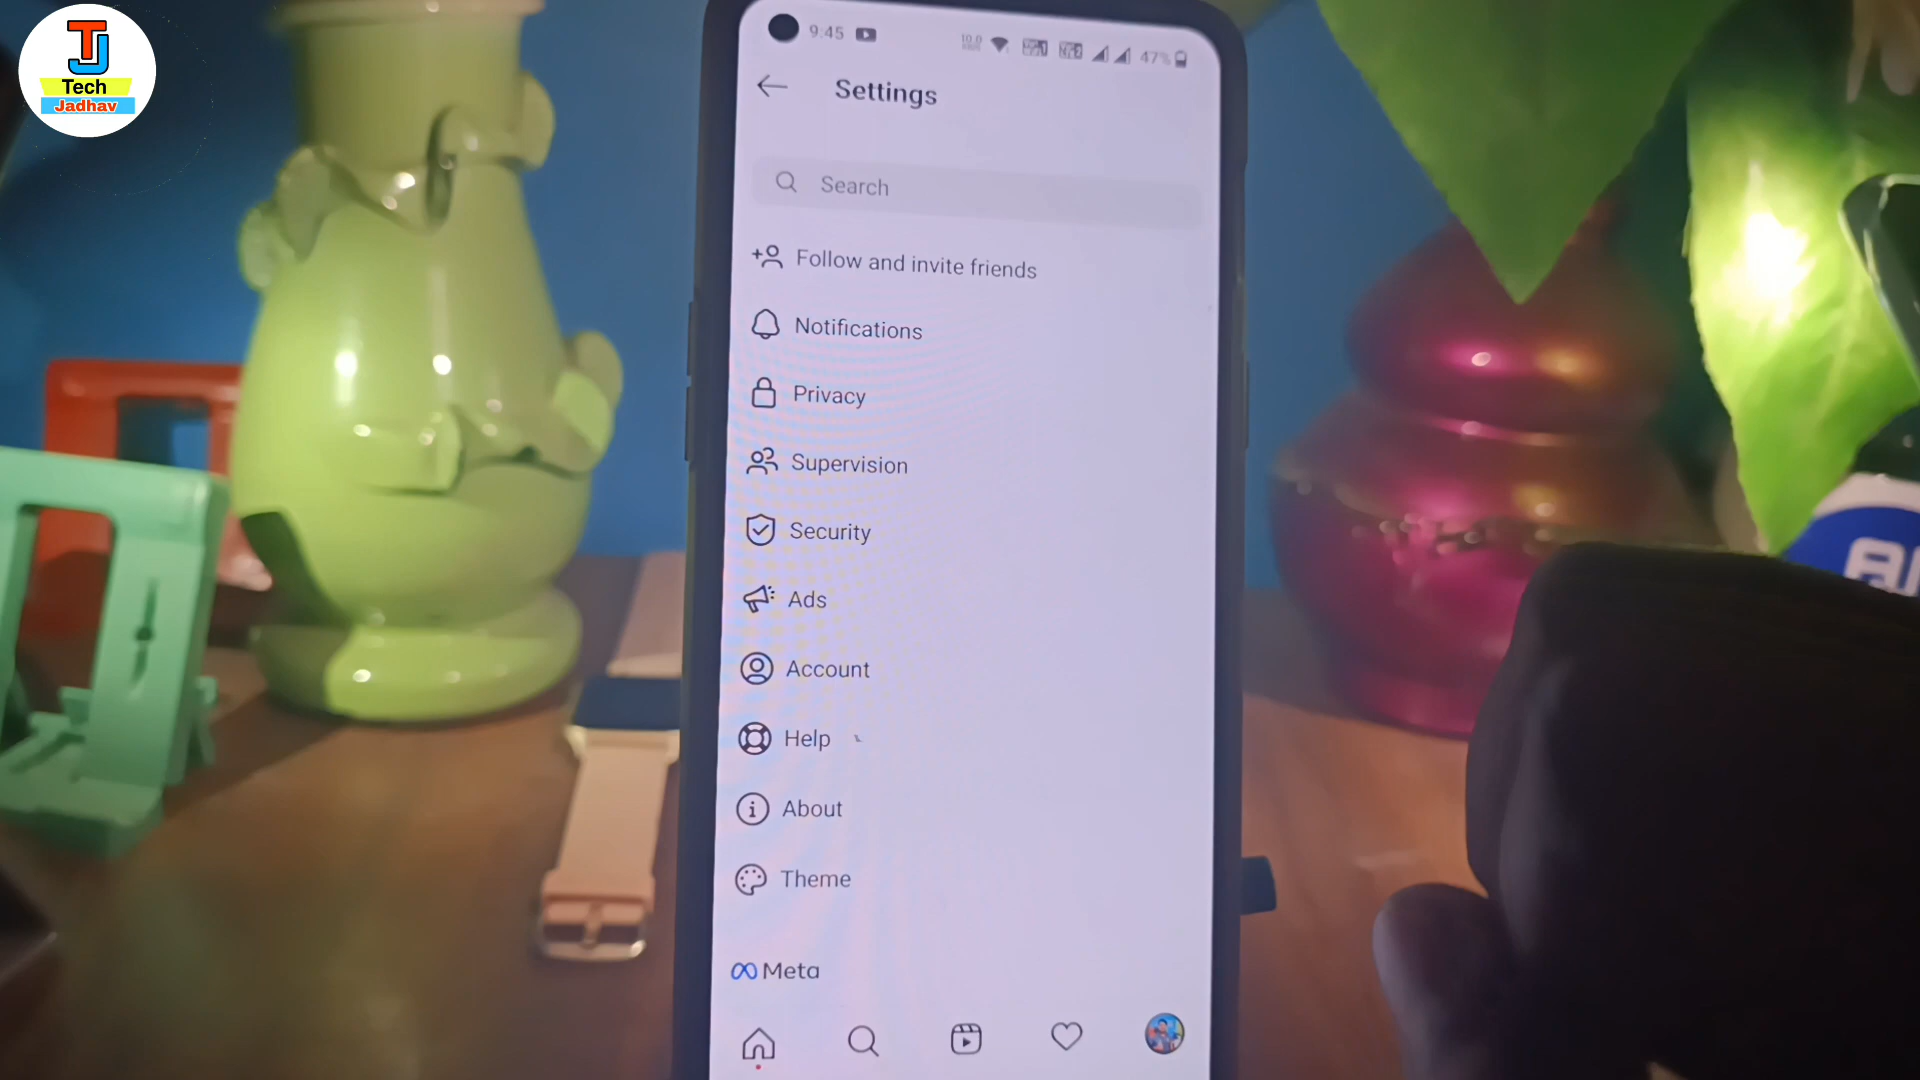 TJ
Tech
Jadhav
9:45
47%
Settings
Search
Follow and invite friends
Notifications
Privacy
Supervision
Security
Ads
Account
Help
About
Theme
Meta